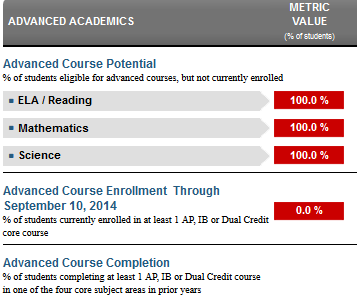 ADVANCED ACADEMICS
METRIC
VALUE
(% of students)
Advanced Course Potential
% of students eligible for advanced courses, but not currently enrolled
ELA / Reading 100.0 %
Mathematics 100.0 %
Science 100.0 %
Advanced Course Enrollment Through
September 10, 2014
0.0 %
% of students currently enrolled in at least 1 AP, IB or Dual Credit
core course
Advanced Course Completion
% of students completing at least 1 AP, IB or Dual Credit course
in one of the four core subject areas in prior years